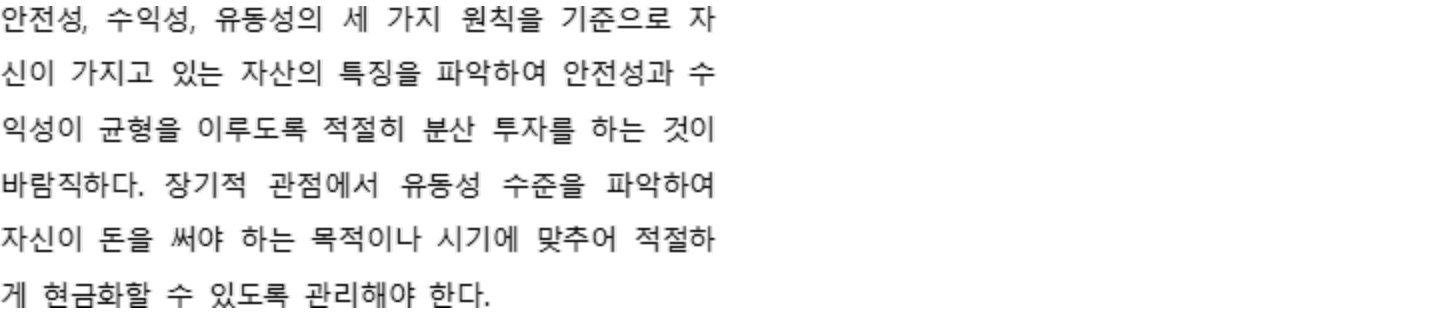 안전성, 수익성, 유동성의 세 가지 원칙을 기준으로 자
신이 가지고 있는 자산의 특징을 파악하여 안전성과 수
익성이 균형을 이루도록 적절히 분산 투자를 하는 것이
바람직하다. 장기적 관점에서 유동성 수준을 파악하여
자신이 돈을 써야 하는 목적이나 시기에 맞추어 적절하
게 현금화할 수 있도록 관리해야 한다.